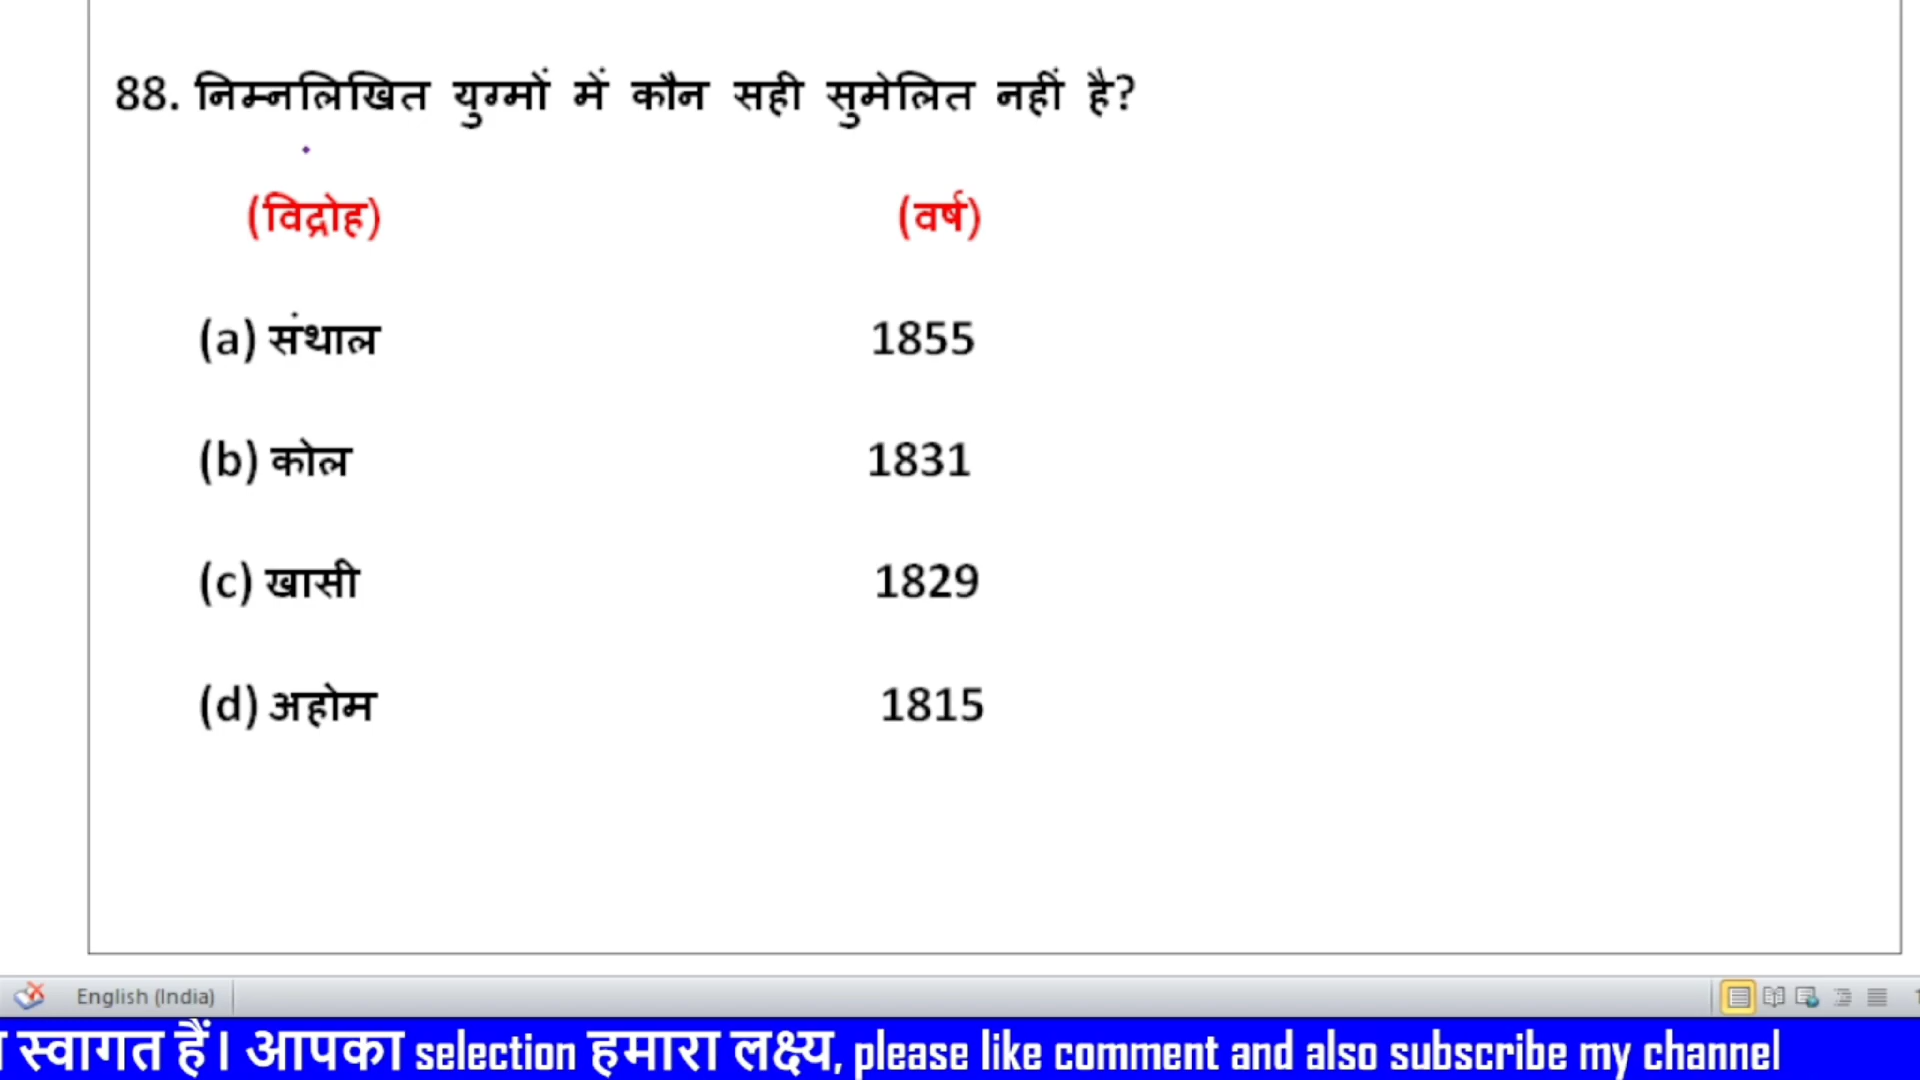 88. निम्नलिखित युग्मों में कौन सही सुमेलित नहीं है?
(विद्रोह) (वर्ष)
(a) संथाल 1855
(b) कोल 1831
(c) खासी 1829
(d) अहोम 1815
English (India)
स्वागत हैं। आपका selection हमारा लक्ष्य, please like comment and also subscribe my channel